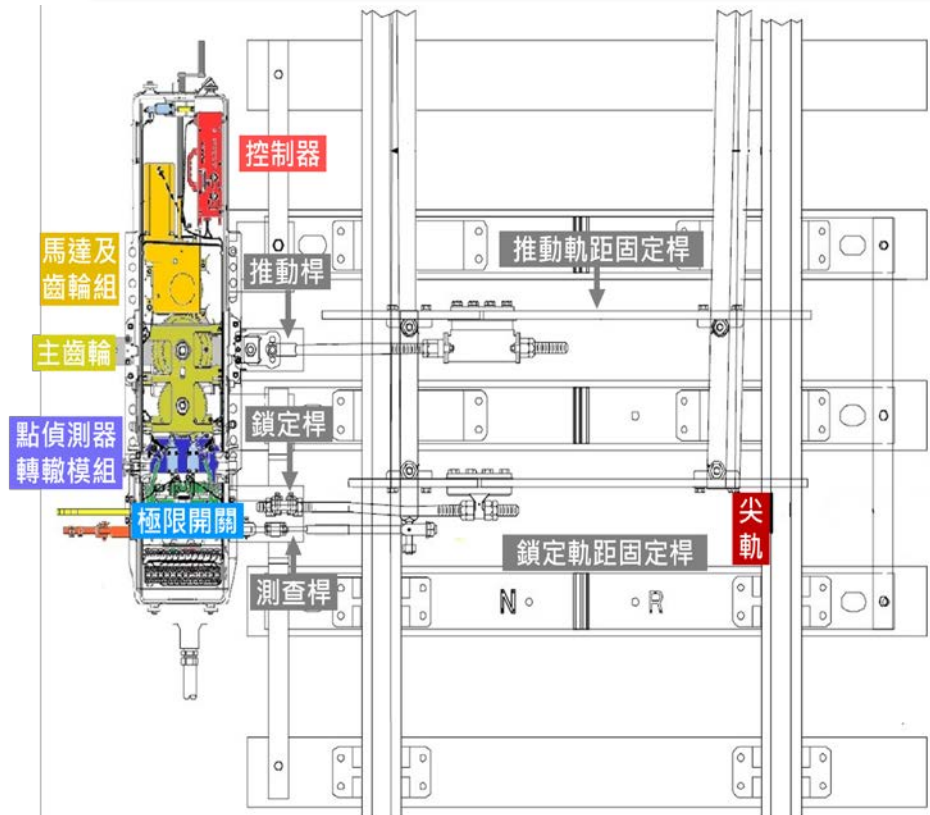 控制器
馬達及
齒輪組
推動桿
推動軌距固定桿
主齒輪
鎖定桿
點偵測器
轉轍模組
極限開關
尖
軌
鎖定軌距固定桿
測查桿
N R